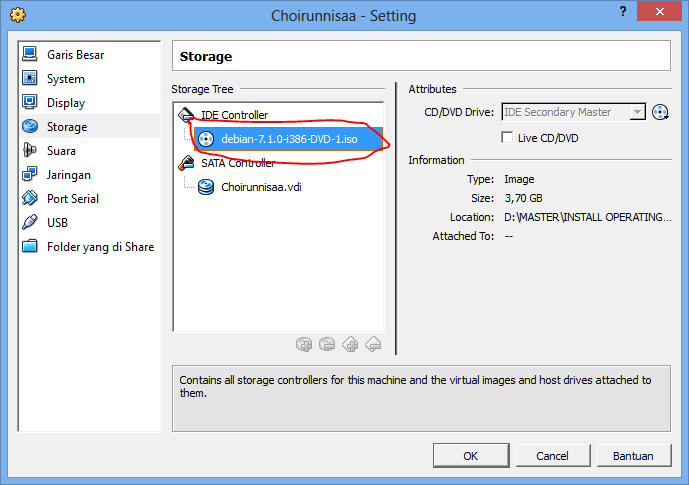 Choirunnisaa - Setting
?
Garis Besar
System
Display
Storage
Suara
Jaringan
Port Serial
USB
Folder yang di Share
Storage
Storage Tree
IDE Controller
debian-7.1.0-i386-DVD-1.iso
SATA Controller
Choirunnisaa.vdi
Attributes
CD/DVD Drive: IDE Secondary Master
Live CD/DVD
Information
Type: Image
Size: 3,70 GB
Location: D:\MASTER\INSTALL OPERATING...
Attached To: --
Contains all storage controllers for this machine and the virtual images and host drives attached to
them.
OK Cancel Bantuan